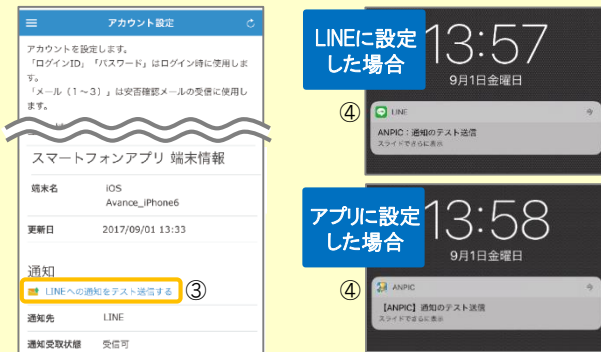 アカウント設定
アカウントを設定します。
「ログインID」「パスワード」はログイン時に使用しま
す。
「メール（1～3）」は安否確認メールの受信に使用し
ます。
スマートフォンアプリ 端末情報
端末名 iOS
Avance_iPhone6
更新日 2017/09/01 13:33
通知
LINEへの通知をテスト送信する ③
通知先 LINE
通知受取状態 受信可
LINEに設定
した場合
13:57
9月1日金曜日
④
LINE 今
ANPIC：通知のテスト送信
スライドでさらに表示
アプリに設定
した場合
13:58
9月1日金曜日
④
ANPIC 今
【ANPIC】通知のテスト送信
スライドでさらに表示